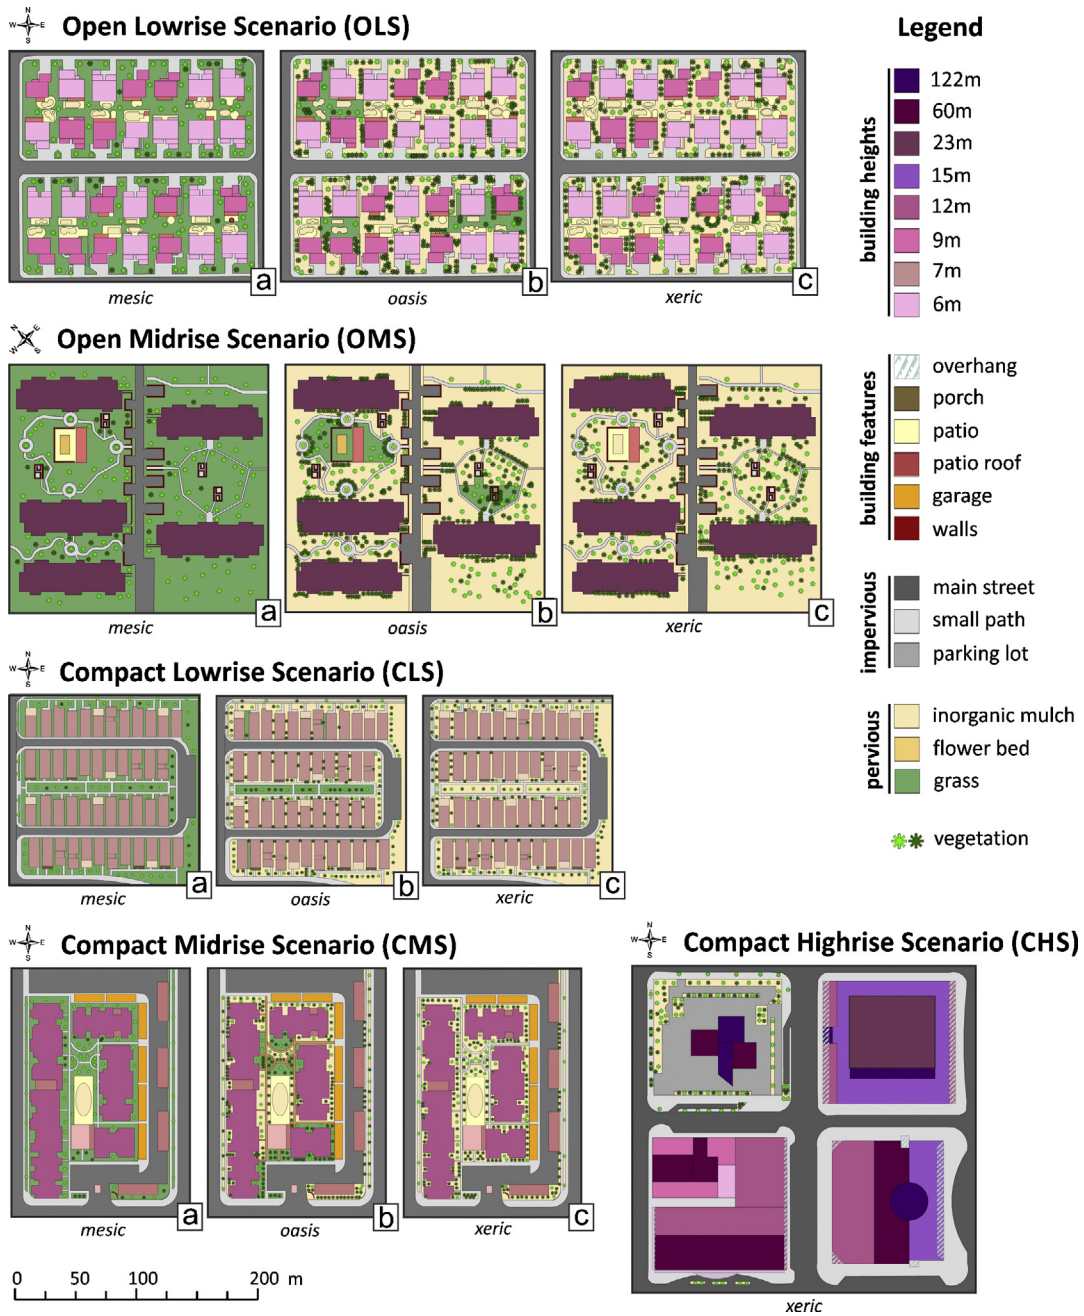 N
W E
S
Open Lowrise Scenario (OLS)
a
mesic
b
oasis
c
xeric
N E
W S
Open Midrise Scenario (OMS)
a
mesic
b
oasis
c
xeric
N
W E
S
Compact Lowrise Scenario (CLS)
a
mesic
b
oasis
c
xeric
N
W E
S
Compact Midrise Scenario (CMS)
a
mesic
b
oasis
c
xeric
N
W E
S
Compact Highrise Scenario (CHS)
xeric
0 50 100 200 m
Legend
building heights
122m
60m
23m
15m
12m
9m
7m
6m
building features
overhang
porch
patio
patio roof
garage
walls
impervious
main street
small path
parking lot
pervious
inorganic mulch
flower bed
grass
vegetation